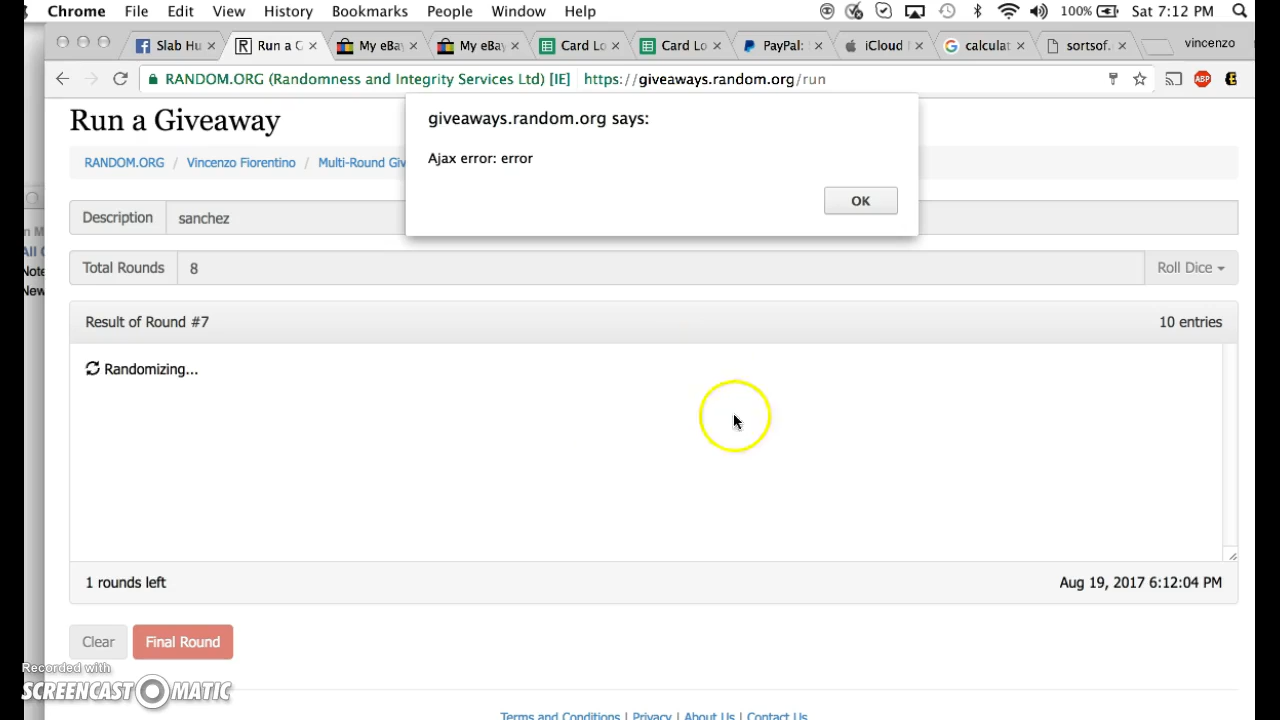 Chrome File Edit View History Bookmarks People Window Help 100% Sat 7:12 PM
Slab Hu Run a G My eBa My eBay Card Lo Card Lo PayPal: iCloud calculat sortsof. vincenzo
RANDOM.ORG (Randomness and Integrity Services Ltd) [IE] https://giveaways.random.org/run ABP
Run a Giveaway
giveaways.random.org says:
Ajax error: error
OK
RANDOM.ORG / Vincenzo Fiorentino / Multi-Round Giv
Description sanchez
Total Rounds 8 Roll Dice
All
Note
New
Result of Round #7 10 entries
Randomizing...
1 rounds left Aug 19, 2017 6:12:04 PM
Clear Final Round
Recorded with
SCREENCAST O MATIC
Terms and Conditions | Privacy | About Us | Contact Us